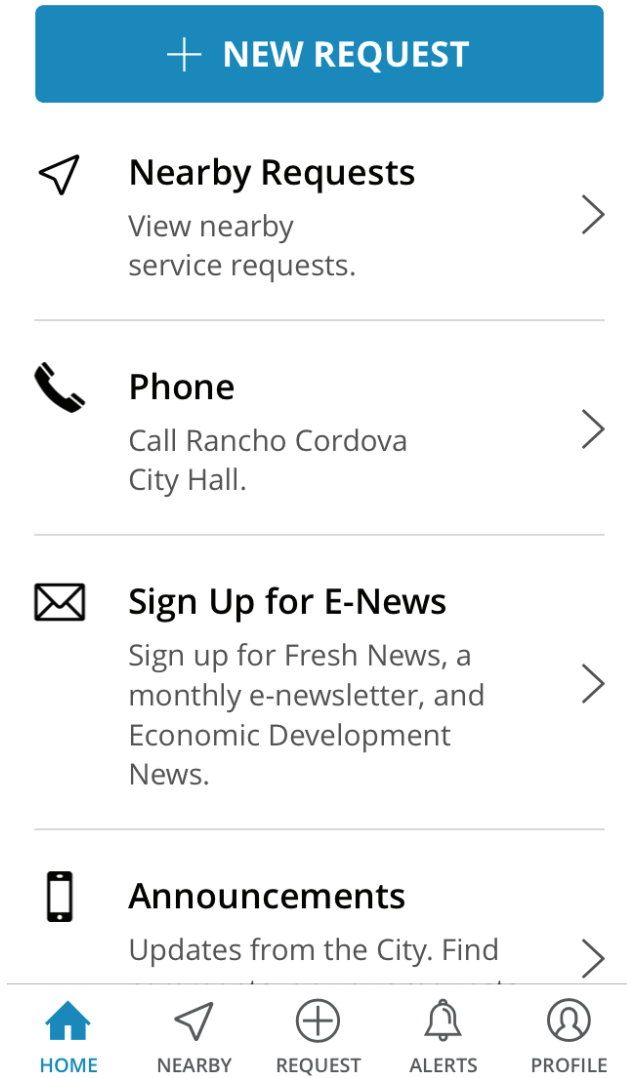 NEW REQUEST
Nearby Requests
View nearby
service requests.
Phone
Call Rancho Cordova
City Hall.
Sign Up for E-News
Sign up for Fresh News, a
monthly e-newsletter, and
Economic Development
News.
Announcements
Updates from the City. Find
HOME
NEARBY
REQUEST
ALERTS
PROFILE